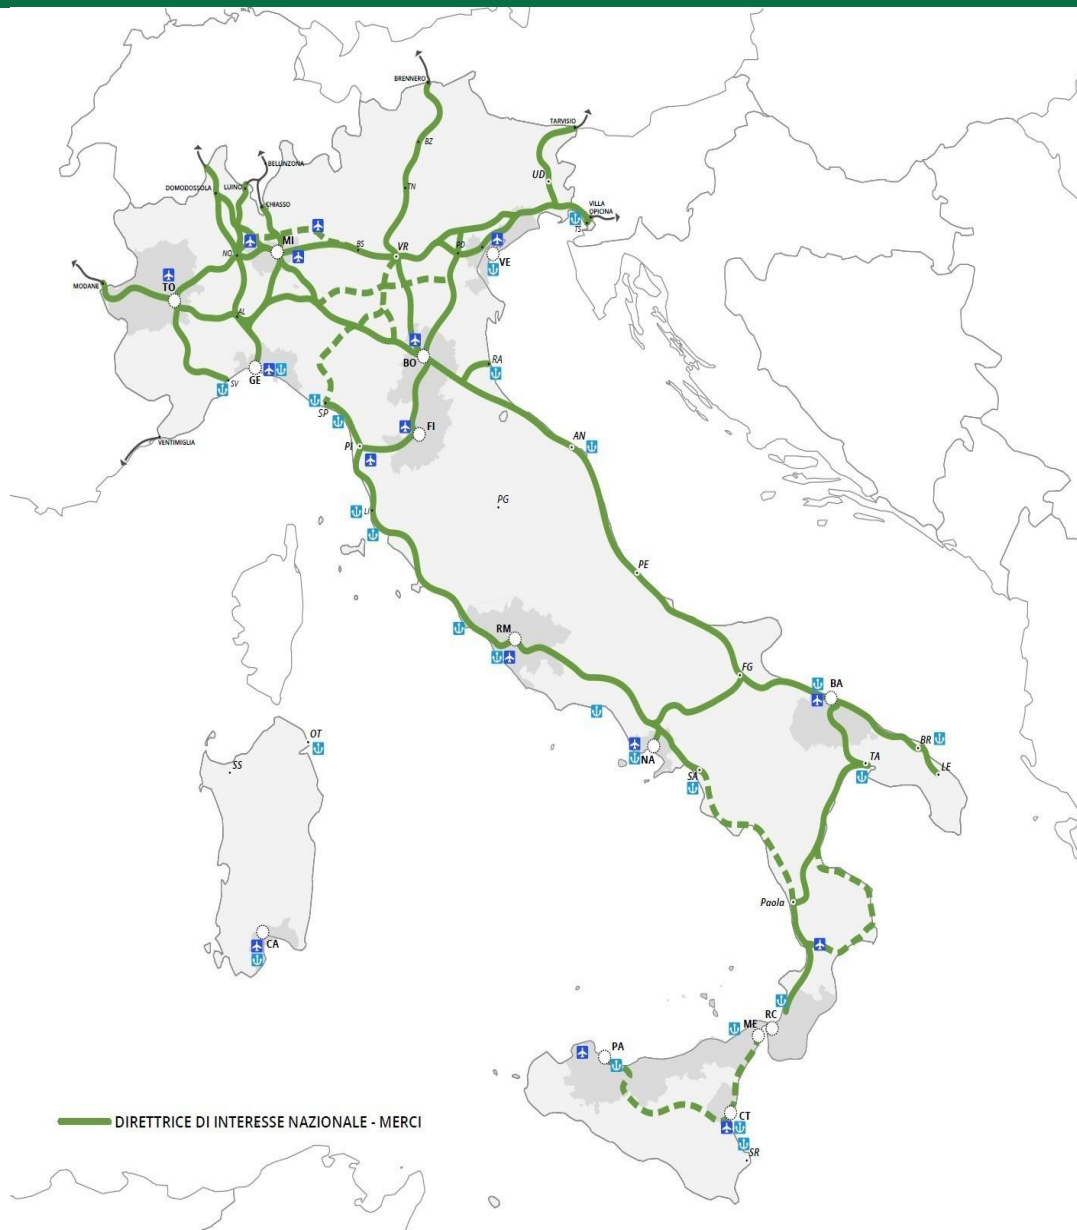 BRENNERO
TARVISIO
BZ
BELLINZONA
DOMODOSSOLA
LUINO
TN
UD
CHIASSO
VILLA
OPICINA
TS
MI
BS
VR
PD
NO
VE
MODANE
TO
AL
BO
RA
GE
SV
SP
FI
VENTIMIGLIA
PI
AN
PG
LI
PE
RM
FG
BA
OT
NA
BR
SS
TA
LE
SA
Paola
CA
RC
ME
PA
CT
DIRETTRICE DI INTERESSE NAZIONALE - MERCI
SR